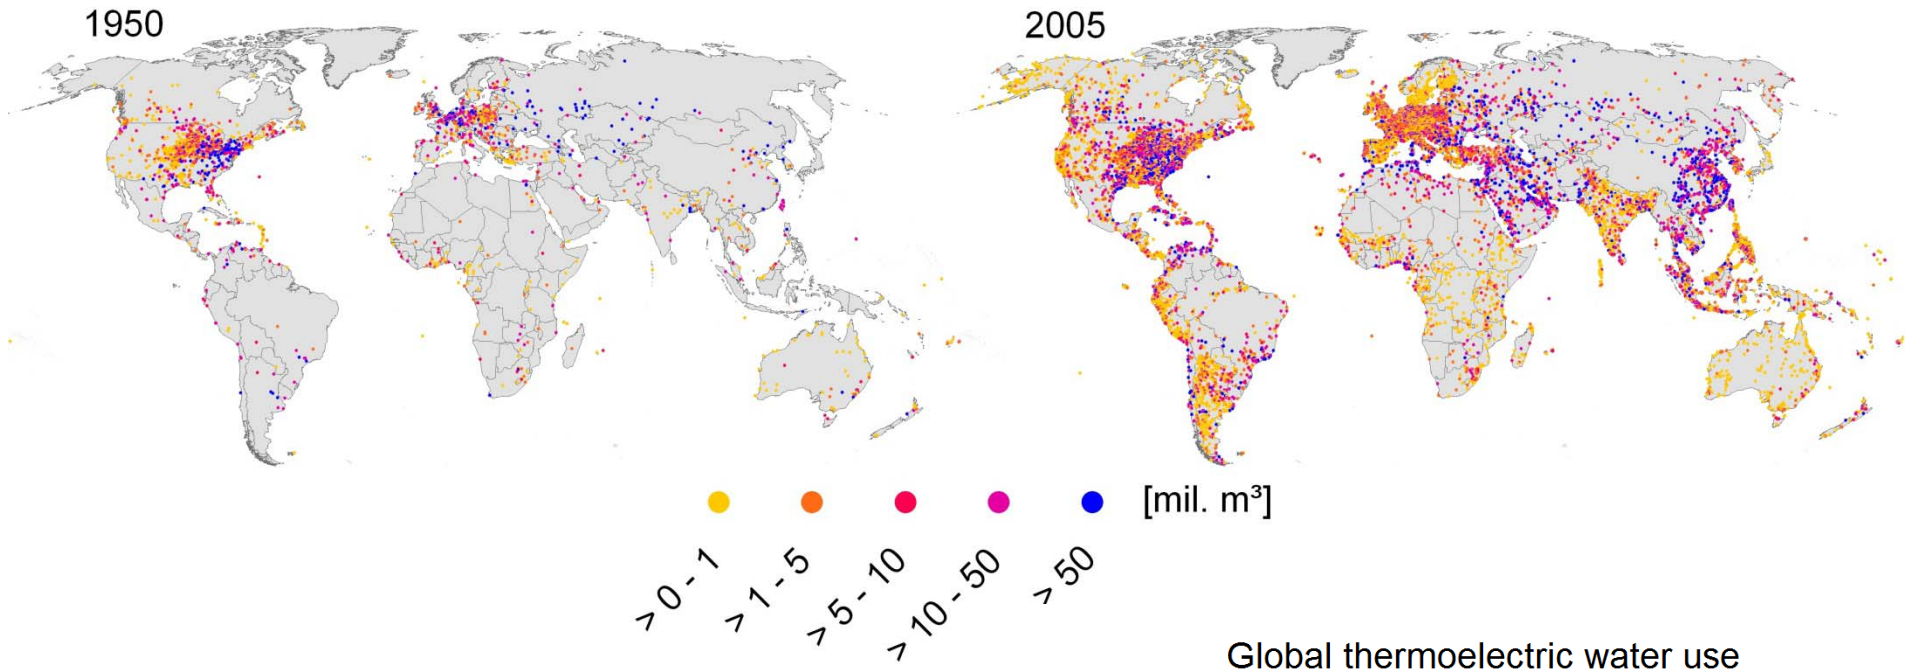 1950
2005
[mil. m³]
> 0 - 1
> 1 - 5
> 5 - 10
> 10 - 50
> 50
Global thermoelectric water use